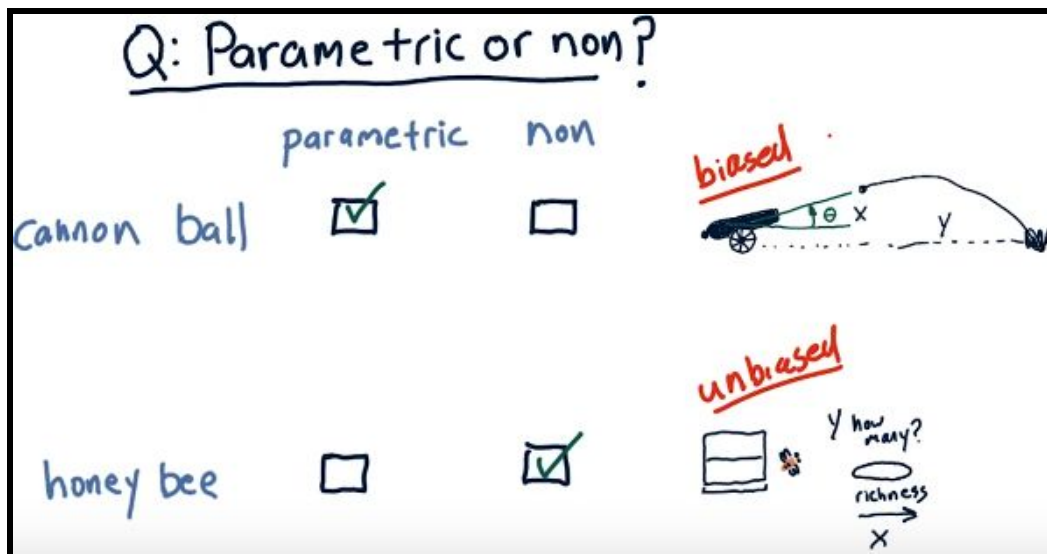 Q: Parametric or non?
parametric non
biased
cannon ball
θ X
Y
unbiased
Y how many?
honey bee
richness
X